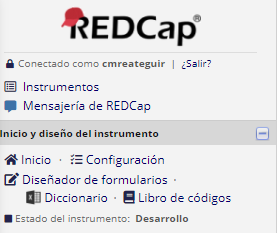 REDCap®
Conectado como cmreateguir | ¿Salir?
Instrumentos
Mensajería de REDCap
Inicio y diseño del instrumento
Inicio · Configuración
Diseñador de formularios ·
Diccionario · Libro de códigos
Estado del instrumento: Desarrollo